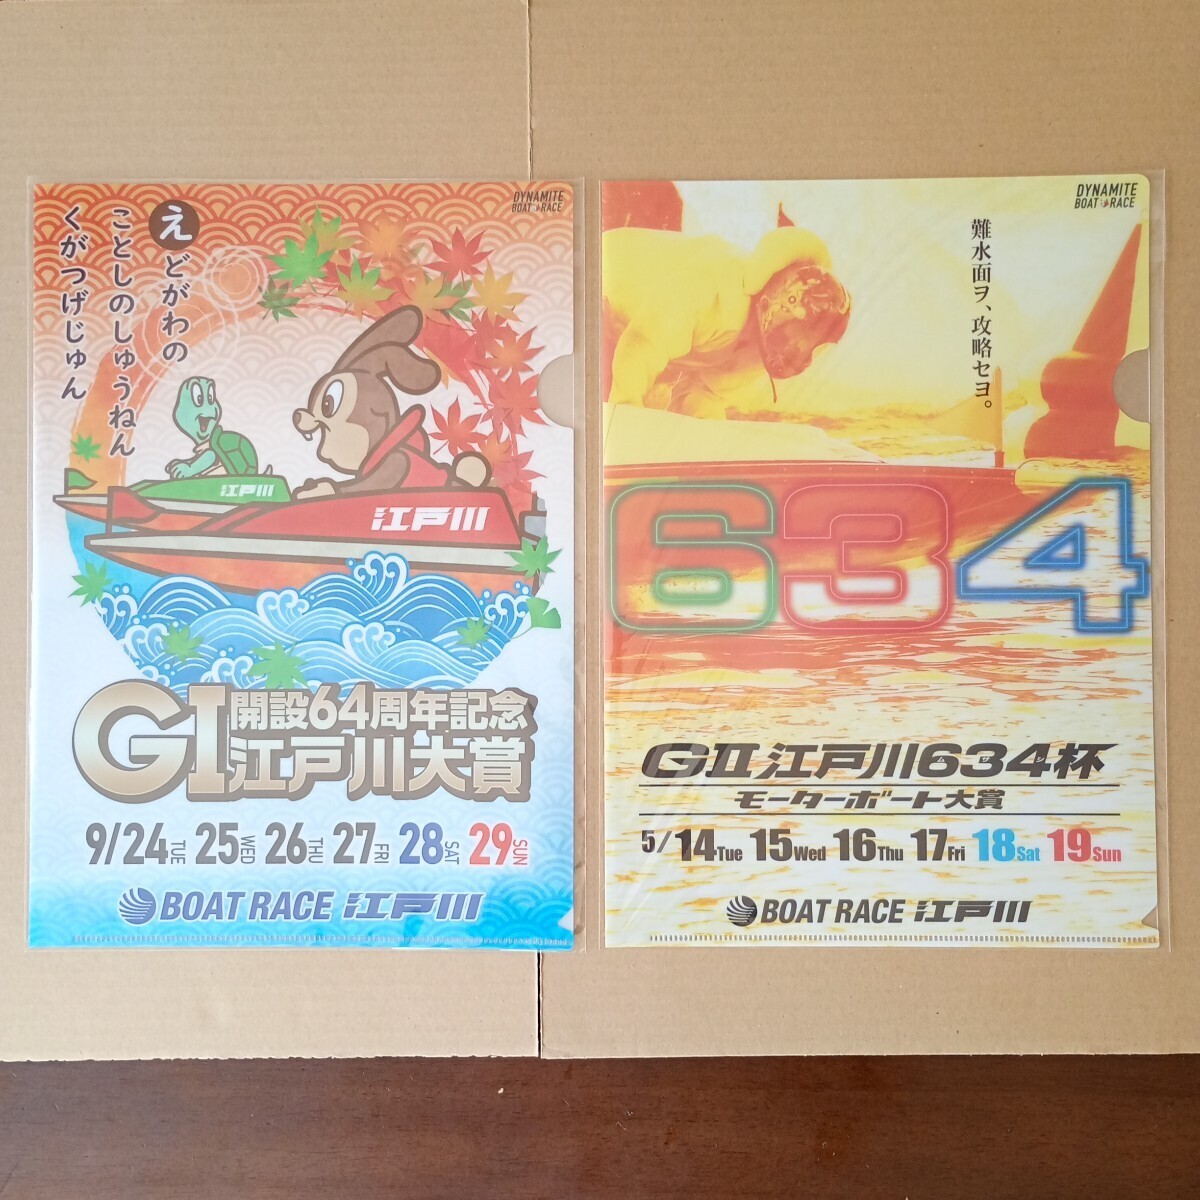 DYNAMITE
BOAT RACE
えどがわの
ことしのしゅうねん
くがつげじゅん
江戸川
江戸川
GI 開設64周年記念
江戸川大賞
9/24 TUE 25 WED 26 THU 27 FRI 28 SAT 29 SUN
BOAT RACE 江戸川
DYNAMITE
BOAT RACE
難水面ヲ、攻略セヨ。
634
GII 江戸川634杯
モーターボート大賞
5/14 Tue 15 Wed 16 Thu 17 Fri 18 Sat 19 Sun
BOAT RACE 江戸川